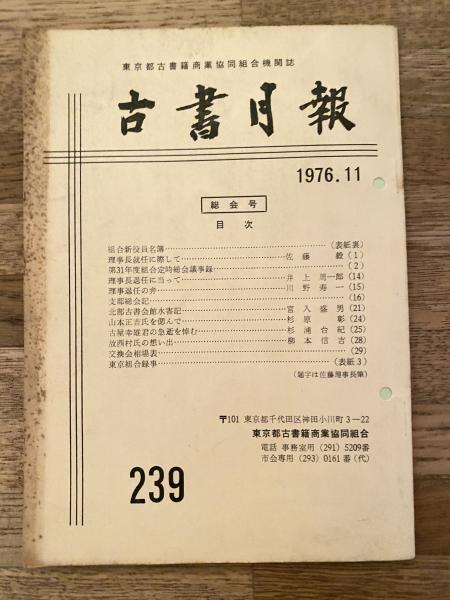 東京都古書籍商業協同組合機関誌
古書月報
1976.11
総会号
目次
組合新役員名簿……(表紙裏)
理事長就任に際して……佐藤 毅(1)
第31年度組合定時総会議事録……(2)
理事長退任に当って……井上周一郎(14)
理事退任の弁……川野寿一(15)
支部総会記……(16)
北部古書会館水害記……宮入盛男(21)
山本正吉氏を偲んで……杉原 彰(24)
古屋幸雄君の急逝を悼む……杉浦台紀(25)
故西村氏の想い出……柳本信吉(28)
交換会相場表……(29)
東京組合録事……(表紙3)
(題字は佐藤理事長筆)
〒101 東京都千代田区神田小川町3-22
東京都古書籍商業協同組合
電話 事務室用(291)5209番
市会専用(293)0161番(代)
239